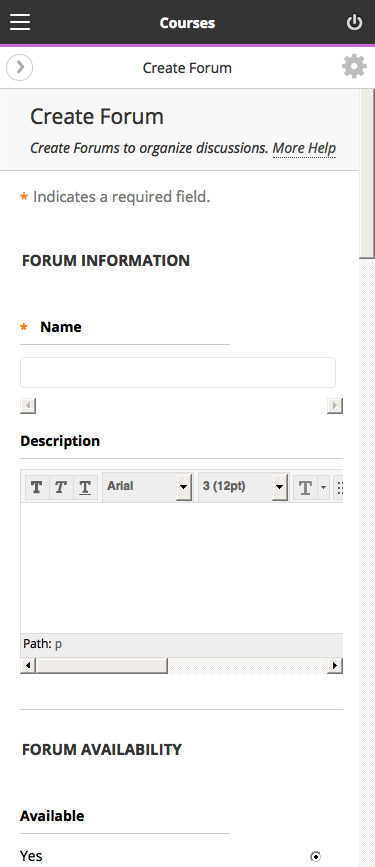 Courses
Create Forum
Create Forum
Create Forums to organize discussions. More Help
* Indicates a required field.
FORUM INFORMATION
* Name
Description
T T T Arial 3 (12pt) T
Path: p
FORUM AVAILABILITY
Available
Yes